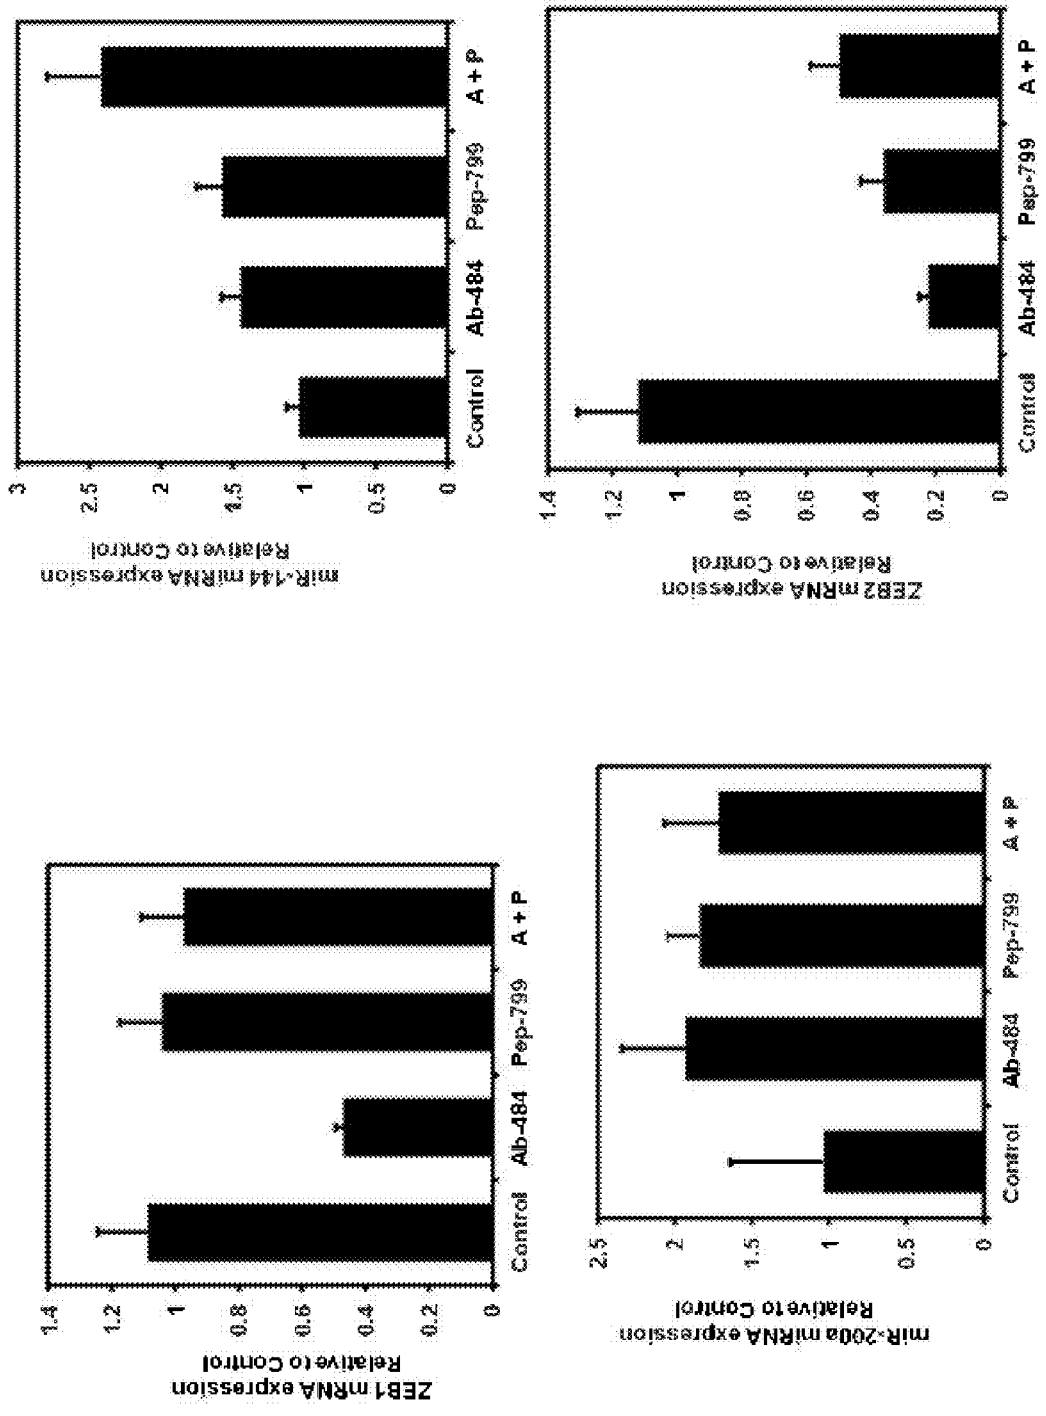 miR-144 miRNA expression
Relative to Control
3
2.5
2
1.5
1
0.5
0
Control
Ab-484
Pep-799
A + P
ZEB2 mRNA expression
Relative to Control
1.4
1.2
1
0.8
0.6
0.4
0.2
0
Control
Ab-484
Pep-799
A + P
ZEB1 mRNA expression
Relative to Control
1.4
1.2
1
0.8
0.6
0.4
0.2
0
Control
Ab-484
Pep-799
A + P
miR-200a miRNA expression
Relative to Control
2.5
2
1.5
1
0.5
0
Control
Ab-484
Pep-799
A + P